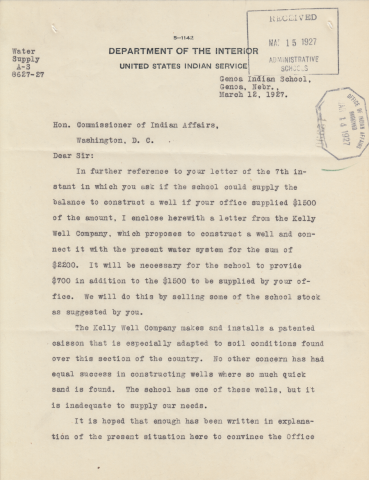 5-1142
DEPARTMENT OF THE INTERIOR
UNITED STATES INDIAN SERVICE
Water
Supply
A-S
8627-27
RECEIVED
MAR 15 1927
ADMINISTRATIVE
Genoa Indian School,
Genoa, Nebr.,
March 12, 1927.
OFFICE OF INDIAN AFFAIRS
RECEIVED
14 1927
Hon. Commissioner of Indian Affairs,
Washington, D. C.
Dear Sir:
In further reference to your letter of the 7th in-
stant in which you ask if the school could supply the
balance to construct a well if your office supplied $1500
of the amount, I enclose herewith a letter from the Kelly
Well Company, which proposes to construct a well and con-
nect it with the present water system for the sum of
$2200. It will be necessary for the school to provide
$700 in addition to the $1500 to be supplied by your of-
fice. We will do this by selling some of the school stock
as suggested by you.
The Kelly Well Company makes and installs a patented
caisson that is especially adapted to soil conditions found
over this section of the country. No other concern has had
equal success in constructing wells where so much quick
sand is found. The school has one of these wells, but it
is inadequate to supply our needs.
It is hoped that enough has been written in explana-
tion of the present situation here to convince the Office